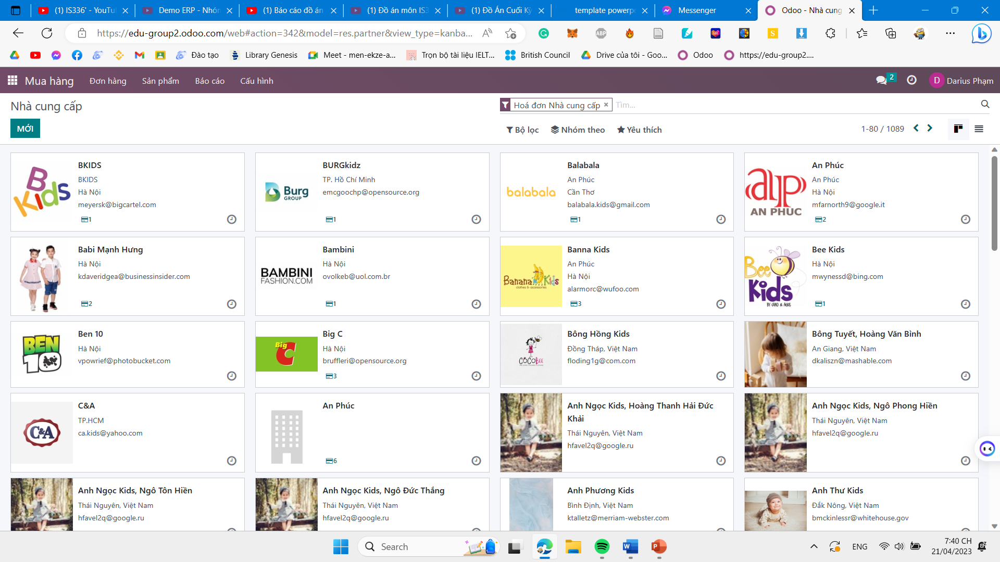 (1) IS336' - YouTu
Demo ERP - Nhón
(1) Báo cáo đồ án
(1) Đồ án môn IS3
(1) Đồ Án Cuối Kỳ
template powerpo
Messenger
Odoo - Nhà cung
https://edu-group2.odoo.com/web#action=342&model=res.partner&view_type=kanba...
Đào tạo
Library Genesis
Meet - men-ekze-a...
Trọn bộ tài liệu IELT...
British Council
Drive của tôi - Goo...
Odoo
https://edu-group2....
Mua hàng
Đơn hàng
Sản phẩm
Báo cáo
Cấu hình
2
D
Darius Phạm
Nhà cung cấp
Hoá đơn Nhà cung cấp ×
Tìm...
MỚI
Bộ lọc
Nhóm theo
Yêu thích
1-80 / 1089
B Kids
BKIDS
BKIDS
Hà Nội
meyersk@bigcartel.com
1
Burg
GROUP
BURGkidz
TP. Hồ Chí Minh
emcgoochp@opensource.org
1
balabala
Balabala
An Phúc
Cần Thơ
balabala.kids@gmail.com
1
ap
AN PHUC
An Phúc
An Phúc
Hà Nội
mfarnorth9@google.it
2
Babi Mạnh Hưng
Hà Nội
kdaveridgea@businessinsider.com
2
BAMBINI
FASHION.COM
Bambini
Hà Nội
ovolkeb@uol.com.br
1
Banana Kids
clothes & accessories
Banna Kids
An Phúc
Hà Nội
alarmorc@wufoo.com
3
Bee
Kids
BY CARO & AGUS
Bee Kids
Hà Nội
mwynessd@bing.com
1
BEN
10
Ben 10
Hà Nội
vpowrief@photobucket.com
Big
C
Big C
Hà Nội
bruffleri@opensource.org
3
COCOBEE
Bông Hồng Kids
Đồng Tháp, Việt Nam
floding1g@com.com
Bông Tuyết, Hoàng Văn Bình
An Giang, Việt Nam
dkaliszn@mashable.com
C&A
C&A
TP.HCM
ca.kids@yahoo.com
An Phúc
6
Anh Ngọc Kids, Hoàng Thanh Hải Đức
Khải
Thái Nguyên, Việt Nam
hfavel2q@google.ru
Anh Ngọc Kids, Ngô Phong Hiền
Thái Nguyên, Việt Nam
hfavel2q@google.ru
Anh Ngọc Kids, Ngô Tôn Hiền
Thái Nguyên, Việt Nam
hfavel2q@google.ru
Anh Ngọc Kids, Ngô Đức Thắng
Thái Nguyên, Việt Nam
hfavel2q@google.ru
Anh Phương Kids
Bình Định, Việt Nam
ktalletz@merriam-webster.com
Anh Thư Kids
Đắk Nông, Việt Nam
bmckinlessr@whitehouse.gov
Search
ENG
7:40 CH
21/04/2023